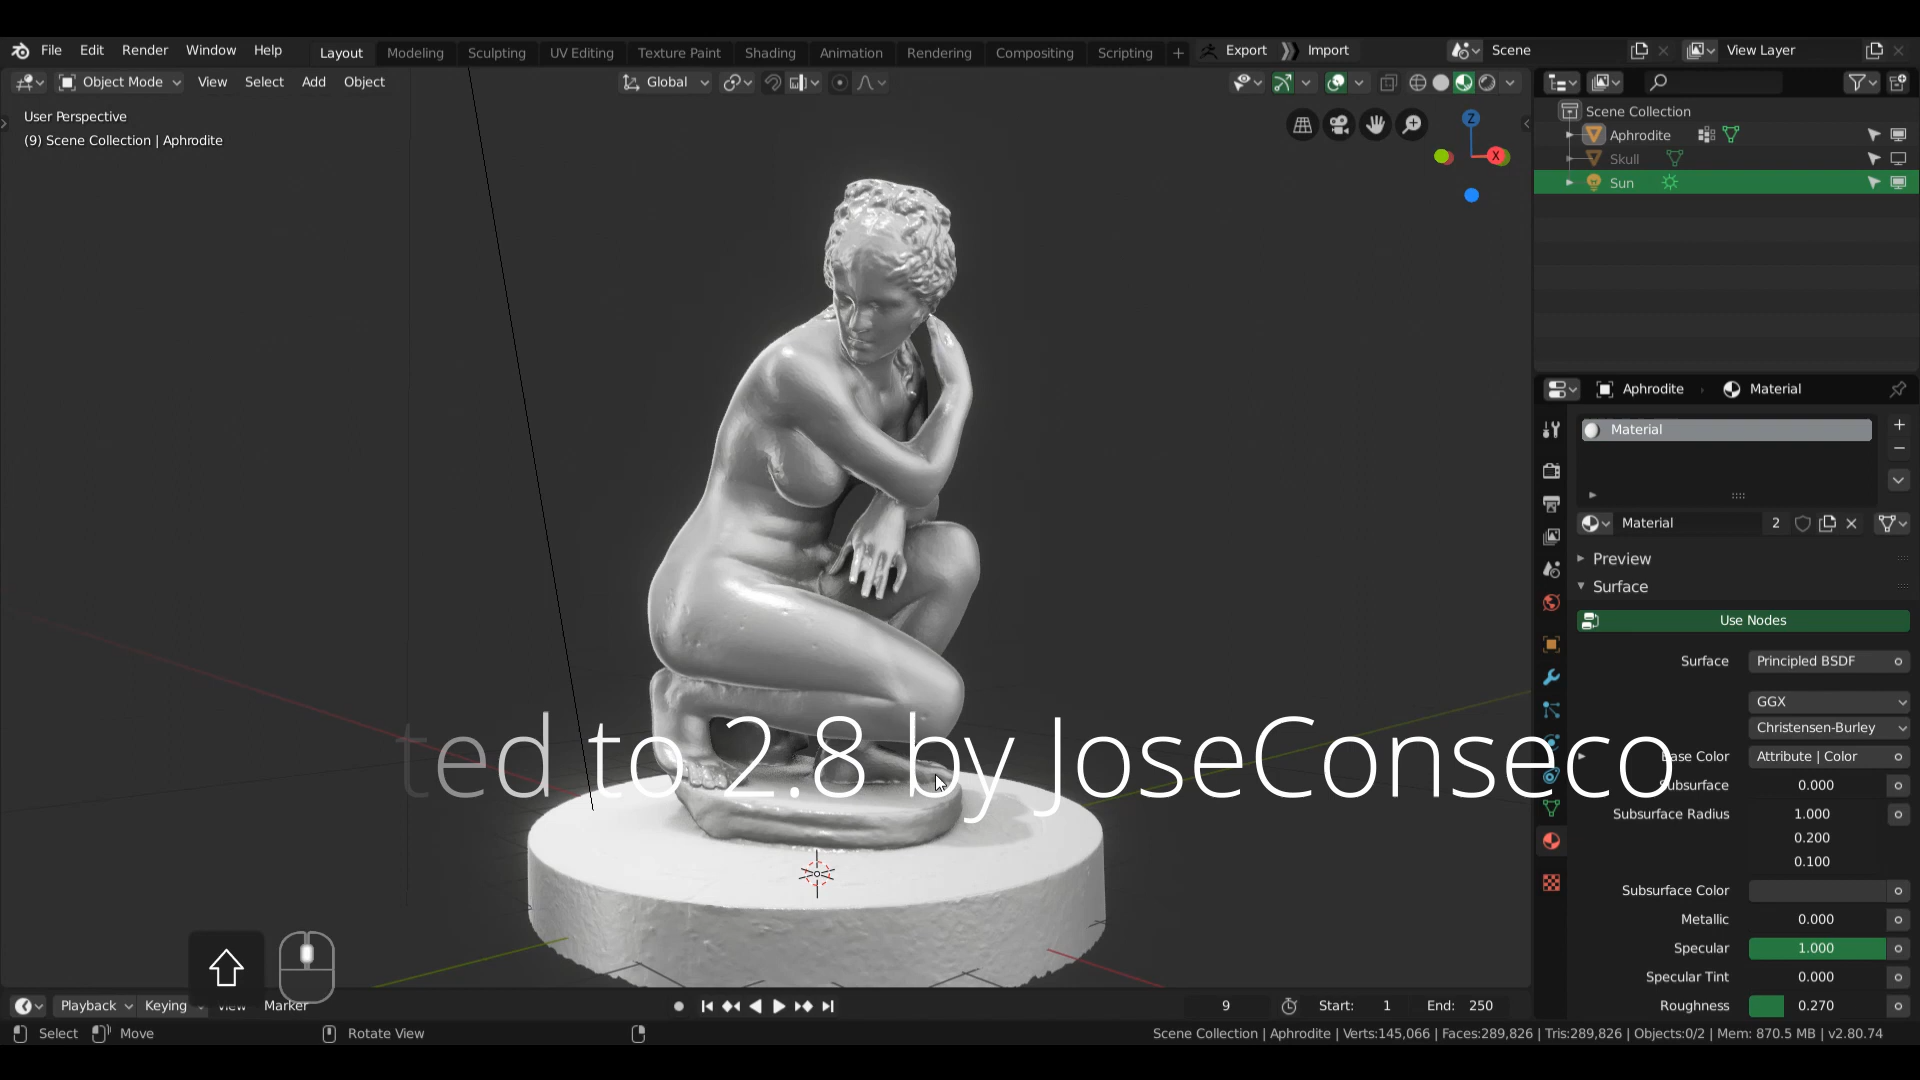 File Edit Render Window Help Layout Modeling Sculpting UV Editing Texture Paint Shading Animation Rendering Compositing Scripting + Export Import Scene View Layer
Object Mode View Select Add Object Global
User Perspective
(9) Scene Collection | Aphrodite
Z
X
Scene Collection
Aphrodite
Skull
Sun
Aphrodite Material
Material
Material 2
Preview
Surface
Use Nodes
Surface Principled BSDF
GGX
Christensen-Burley
Base Color Attribute | Color
Subsurface 0.000
Subsurface Radius 1.000
0.200
0.100
Subsurface Color
Metallic 0.000
Specular 1.000
Specular Tint 0.000
Roughness 0.270
ted to 2.8 by JoseConseco
Playback Keying View Marker 9 Start: 1 End: 250
Select Move Rotate View Scene Collection | Aphrodite | Verts:145,066 | Faces:289,826 | Tris:289,826 | Objects:0/2 | Mem: 870.5 MB | v2.80.74